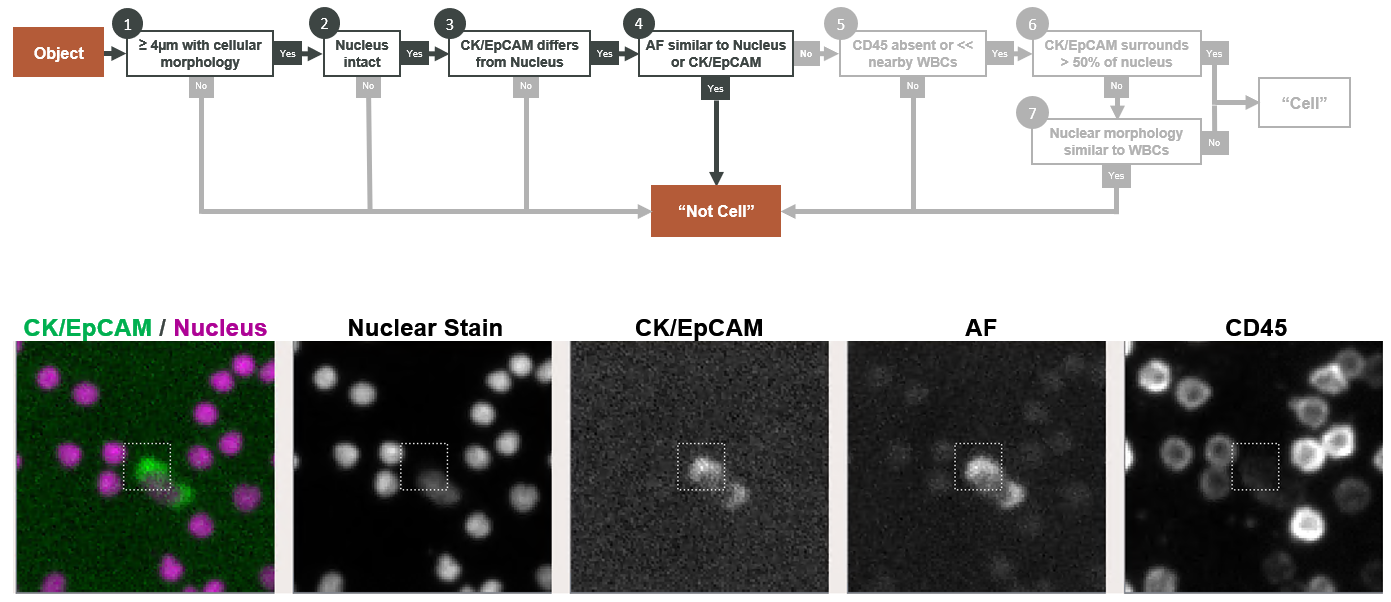 1
2
3
4
5
6
Object
≥ 4µm with cellular
morphology
Yes
Nucleus
intact
Yes
CK/EpCAM differs
from Nucleus
Yes
AF similar to Nucleus
or CK/EpCAM
No
CD45 absent or <<
nearby WBCs
Yes
CK/EpCAM surrounds
> 50% of nucleus
Yes
No
No
No
Yes
No
No
"Cell"
7
Nuclear morphology
similar to WBCs
No
Yes
"Not Cell"
CK/EpCAM / Nucleus
Nuclear Stain
CK/EpCAM
AF
CD45